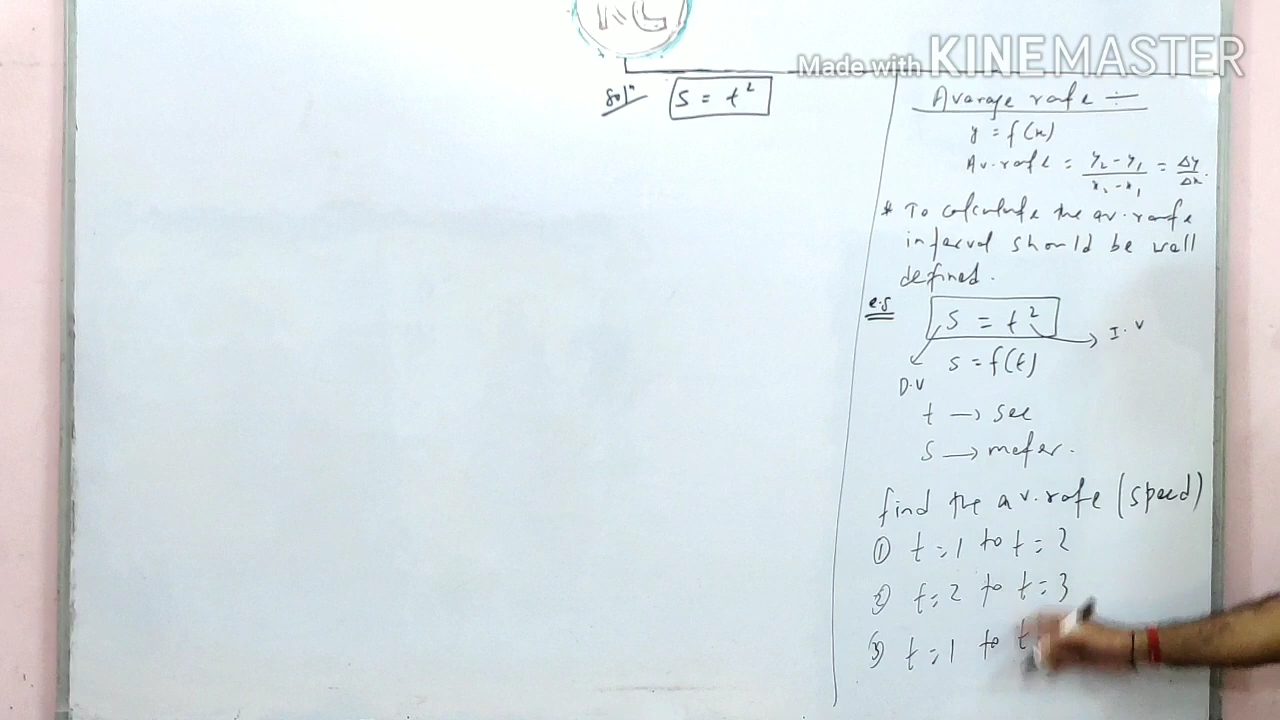 RC
Made with KINEMASTER
Solⁿ S = t²
Avarage rate ÷
y = f(x)
Av. rate = y₂ - y₁ / x₂ - x₁ = Δy / Δx.
* To calculate the av. rate
interval should be well
defined.
e.g S = t²
I.V
S = f(t)
D.V
t → sec
S → meter.
find the av. rate (speed)
① t = 1 to t = 2
② t = 2 to t = 3
③ t = 1 to t